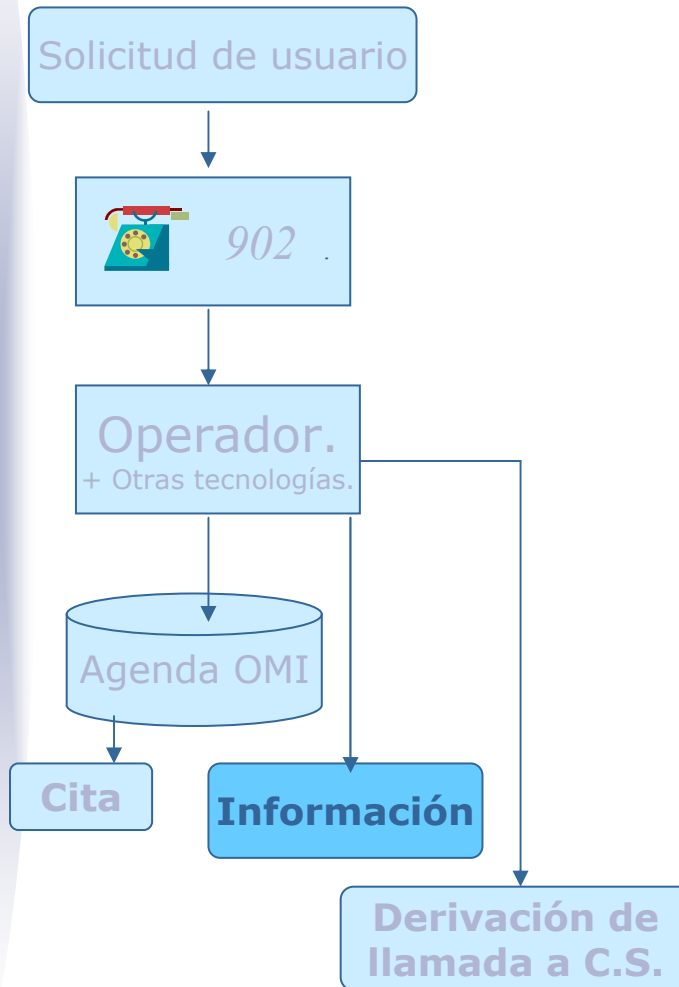 Solicitud de usuario
902 .
Operador.
+ Otras tecnologías.
Agenda OMI
Cita
Información
Derivación de
llamada a C.S.